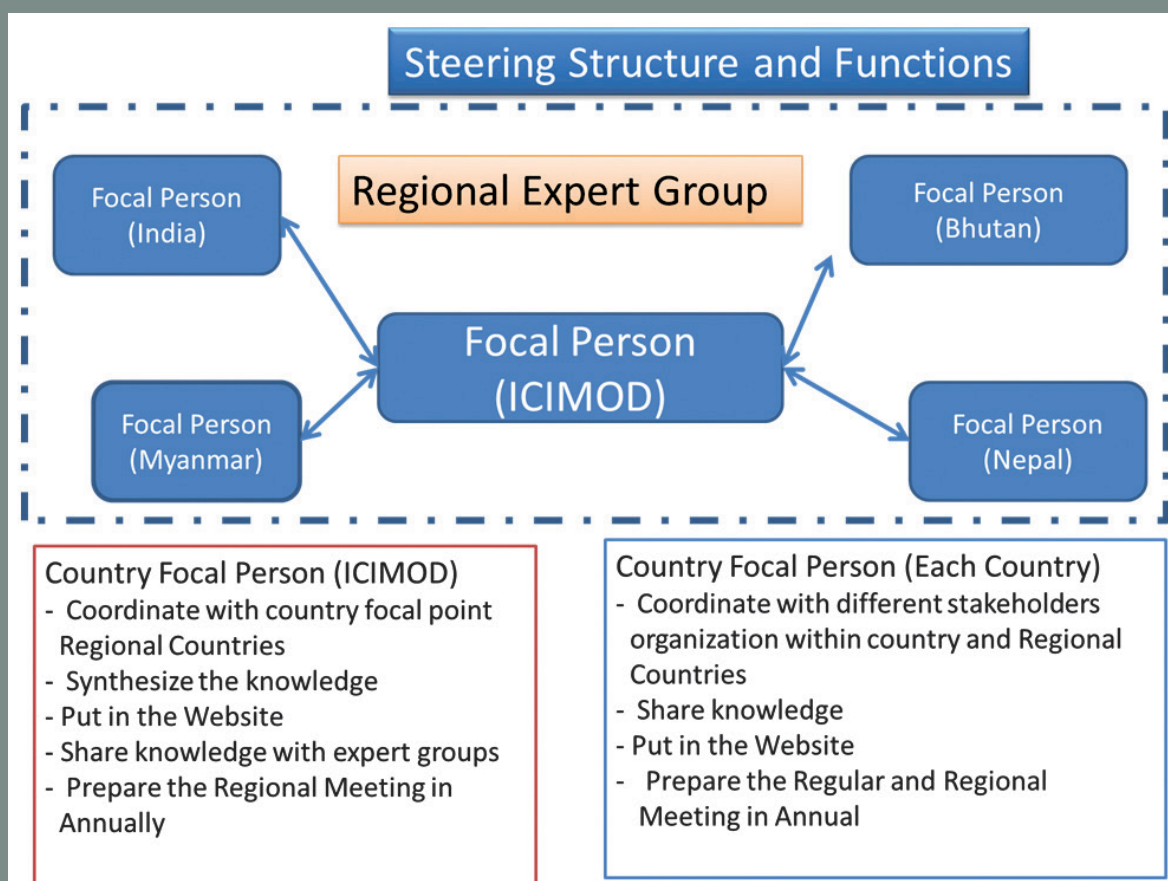 Steering Structure and Functions
Regional Expert Group
Focal Person
(India)
Focal Person
(Bhutan)
Focal Person
(ICIMOD)
Focal Person
(Myanmar)
Focal Person
(Nepal)
Country Focal Person (ICIMOD)
- Coordinate with country focal point
Regional Countries
- Synthesize the knowledge
- Put in the Website
- Share knowledge with expert groups
- Prepare the Regional Meeting in
Annually
Country Focal Person (Each Country)
- Coordinate with different stakeholders
organization within country and Regional
Countries
- Share knowledge
- Put in the Website
- Prepare the Regular and Regional
Meeting in Annual